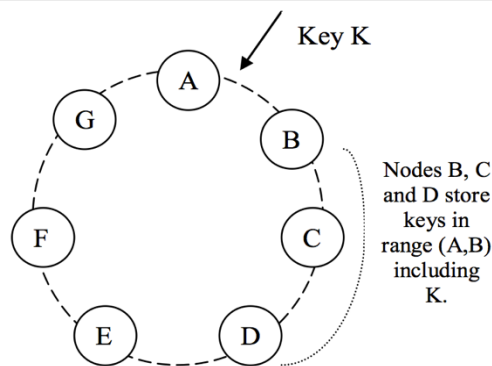 Key K
A
B
C
D
E
F
G
Nodes B, C
and D store
keys in
range (A,B)
including
K.